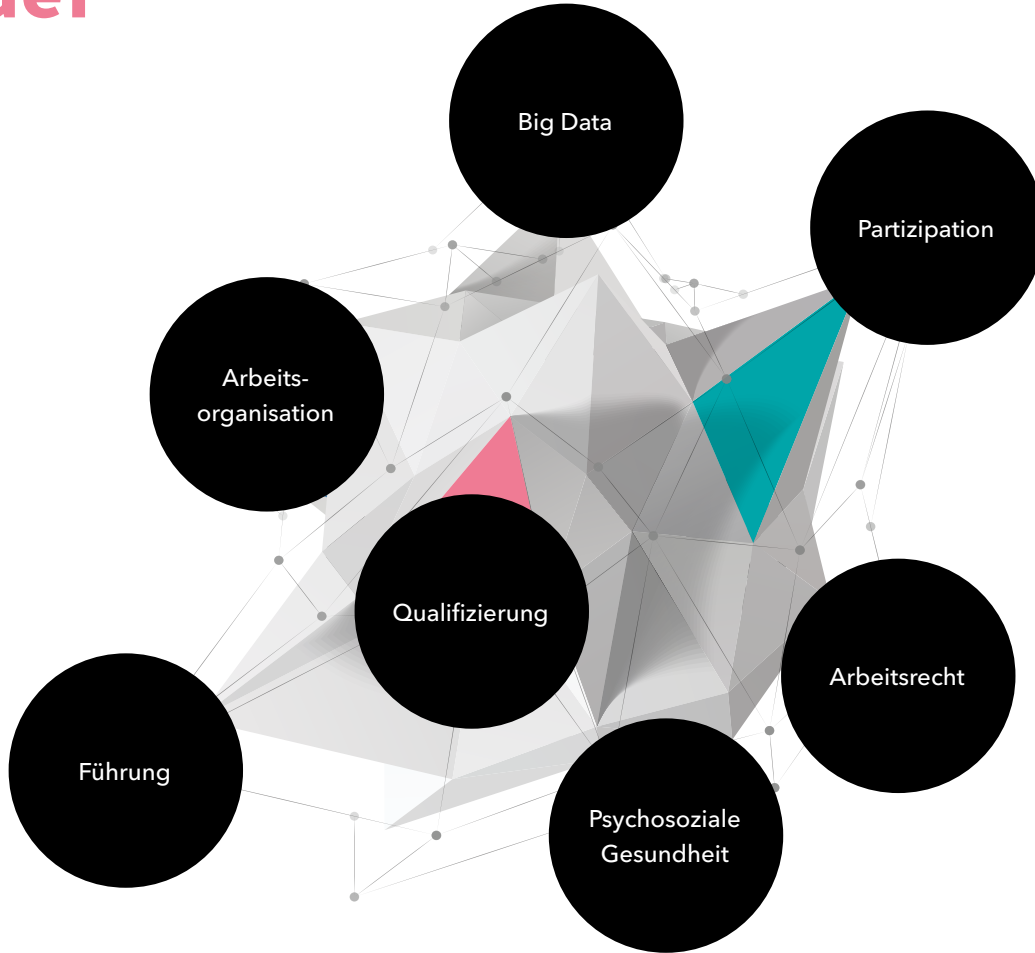 Big Data
Partizipation
Arbeits-
organisation
Qualifizierung
Arbeitsrecht
Führung
Psychosoziale
Gesundheit